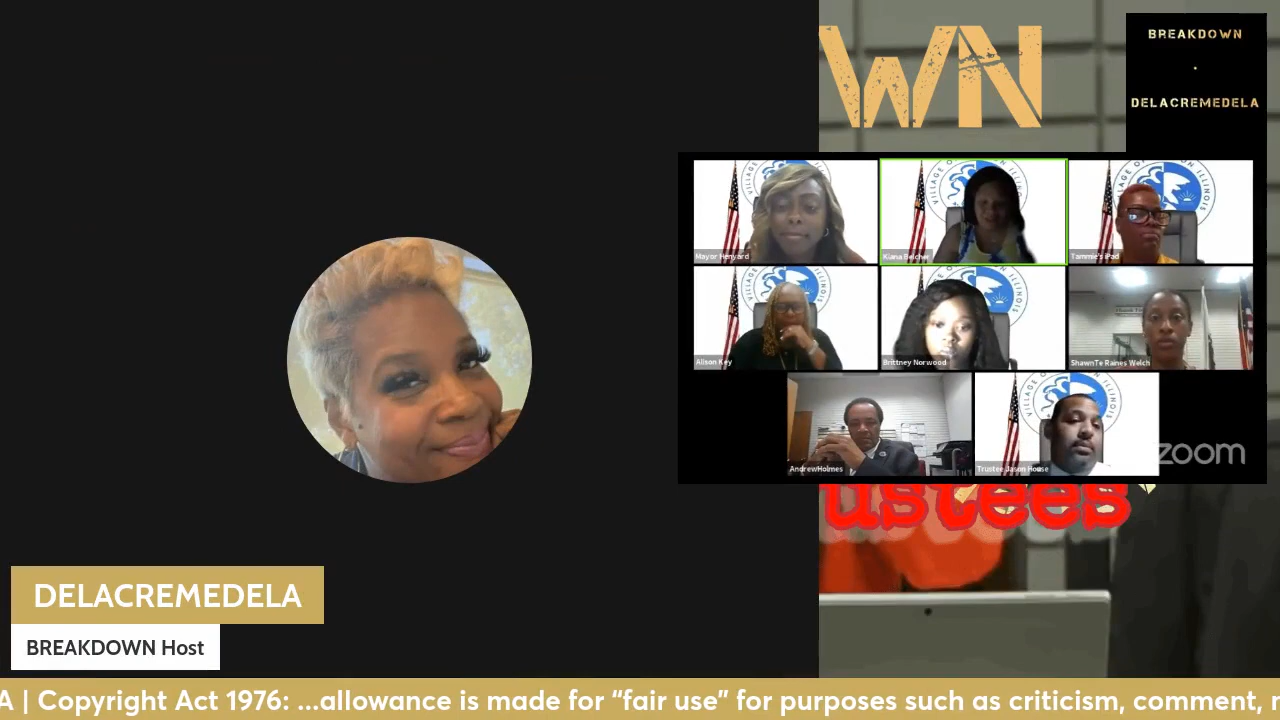 WN
BREAKDOWN
DELACREMEDELA
Mayor Henyard
Kiana Belcher
Tammie's iPad
Alison Key
Brittney Norwood
ShawnTe Raines Welch
AndrewHolmes
Trustee Jason House
zoom
ustees
DELACREMEDELA
BREAKDOWN Host
A | Copyright Act 1976: ...allowance is made for “fair use” for purposes such as criticism, comment,